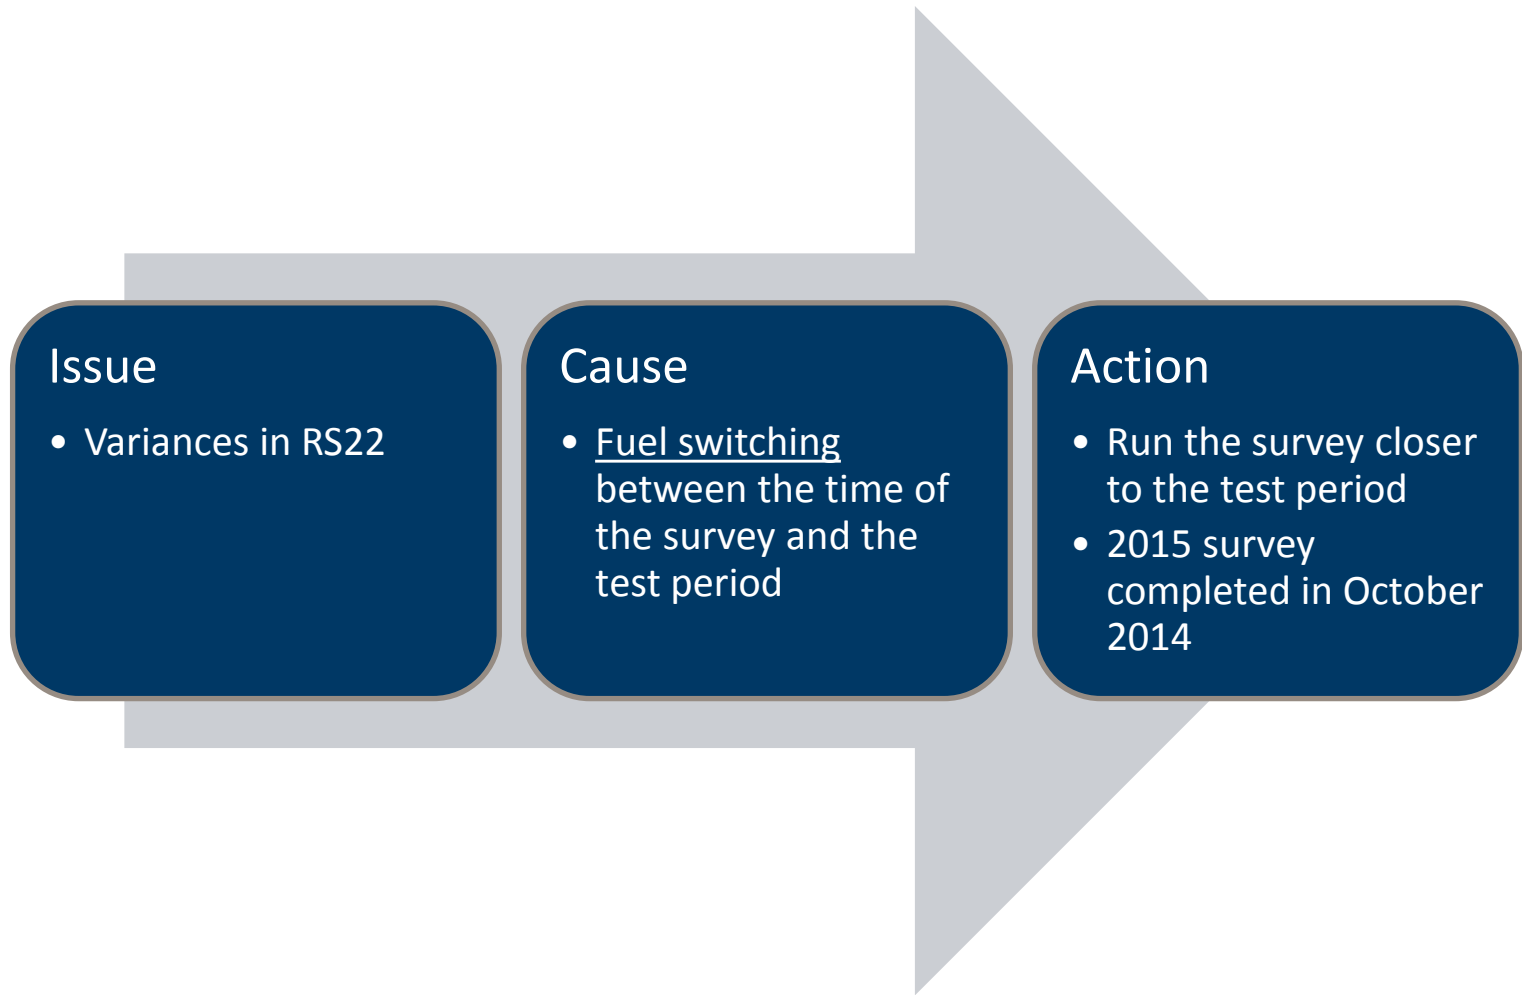 Issue
• Variances in RS22
Cause
• Fuel switching
between the time of
the survey and the
test period
Action
• Run the survey closer
to the test period
• 2015 survey
completed in October
2014